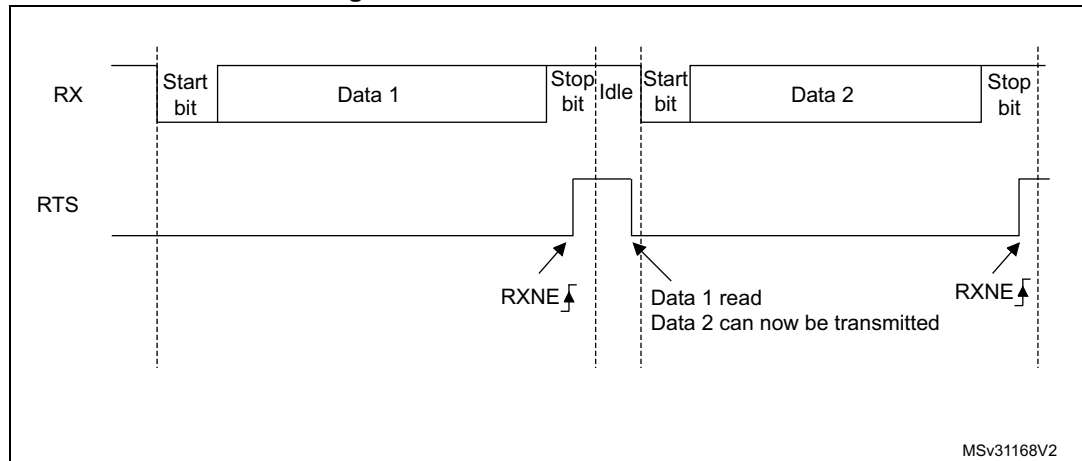 RX
Start
bit
Data 1
Stop
bit
Idle
Start
bit
Data 2
Stop
bit
RTS
RXNE
Data 1 read
Data 2 can now be transmitted
RXNE
MSv31168V2